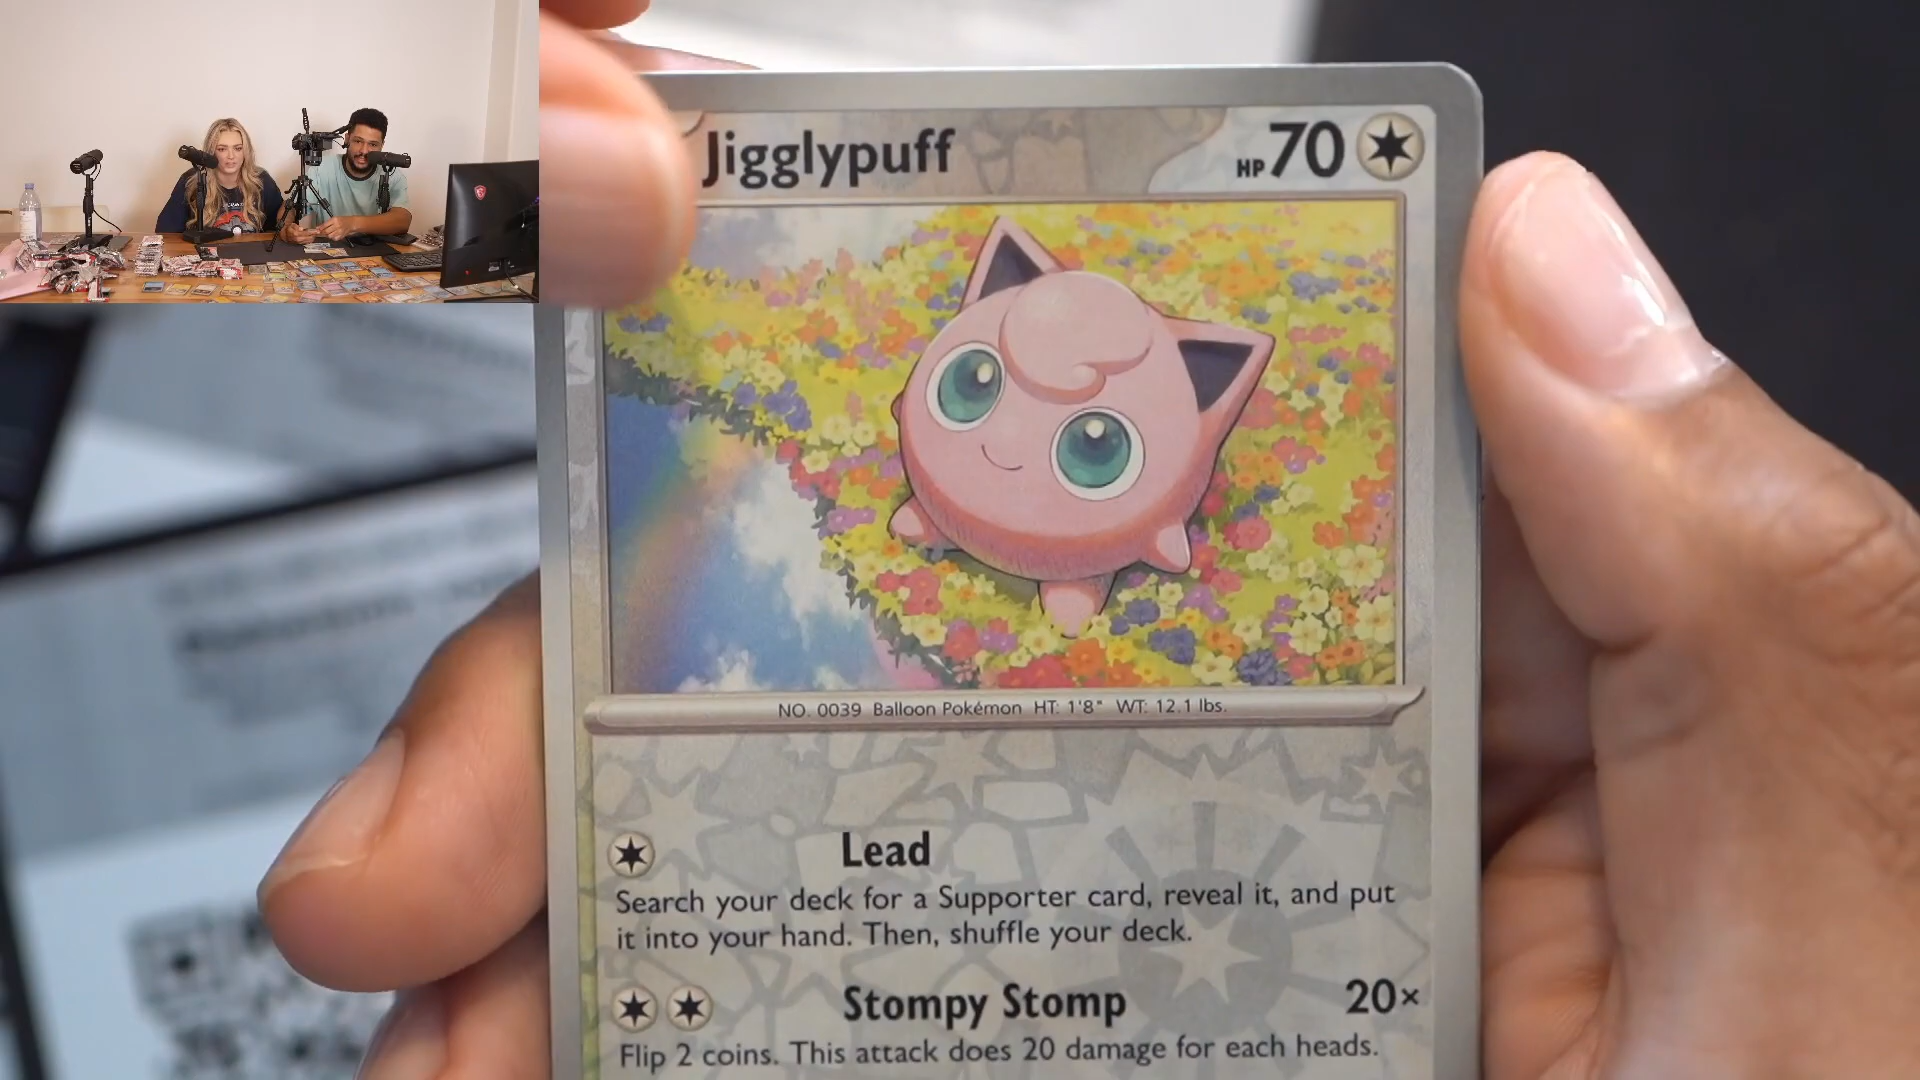 Jigglypuff
HP 70
NO. 0039 Balloon Pokémon HT: 1'8" WT: 12.1 lbs.
Lead
Search your deck for a Supporter card, reveal it, and put
it into your hand. Then, shuffle your deck.
Stompy Stomp 20×
Flip 2 coins. This attack does 20 damage for each heads.